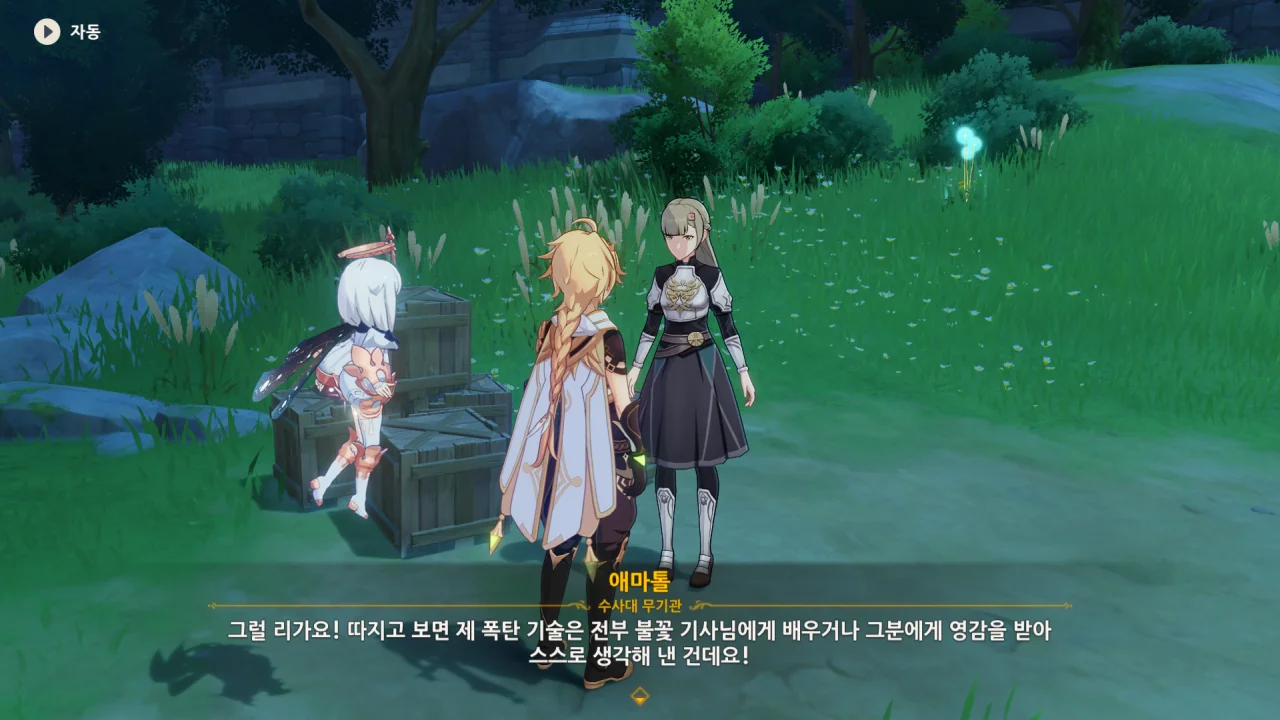 자동
애마톨
수사대 무기관
그럴 리가요! 따지고 보면 제 폭탄 기술은 전부 불꽃 기사님에게 배우거나 그분에게 영감을 받아
스스로 생각해 낸 건데요!